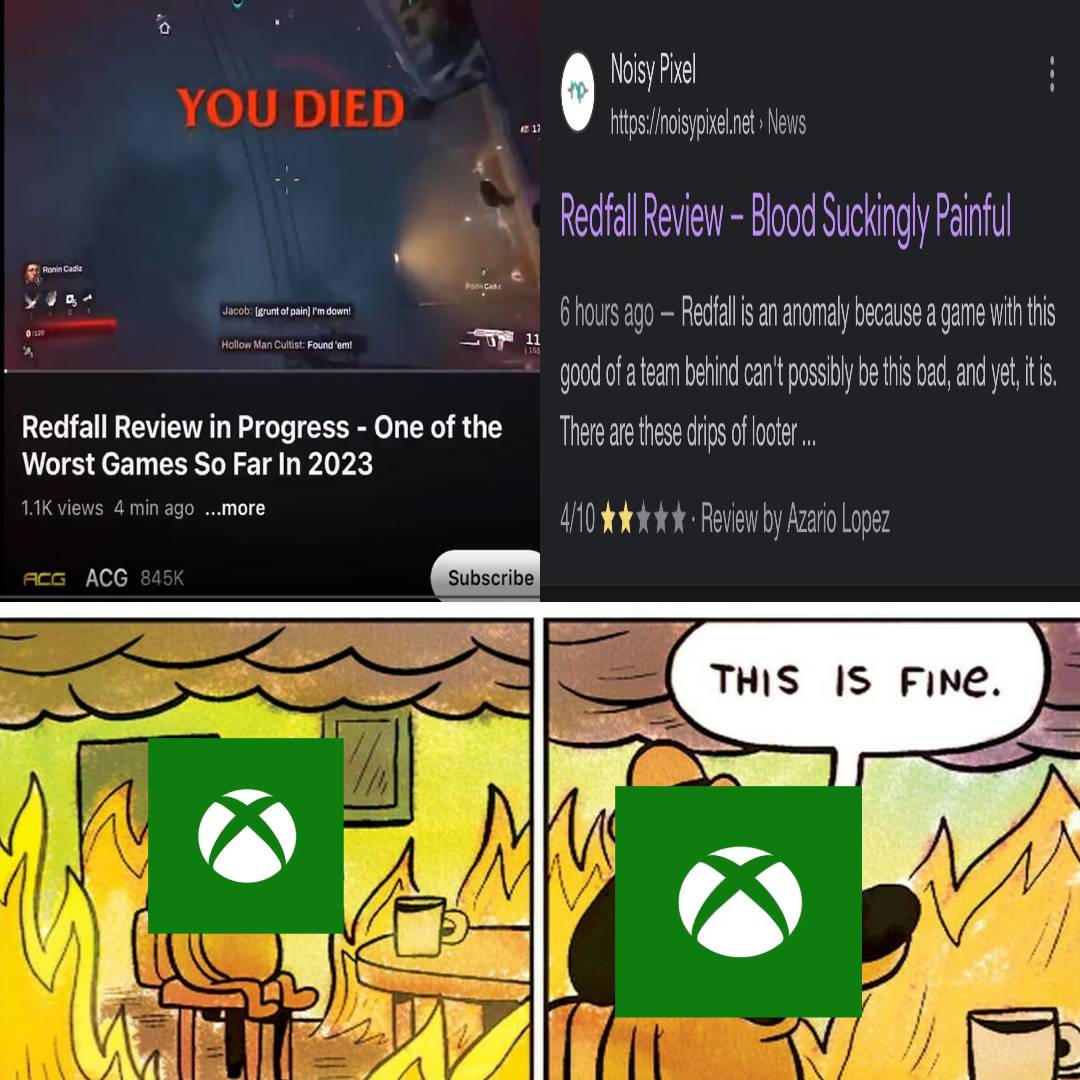 YOU DIED
Ronin Cadiz
0/120
Jacob: [grunt of pain] I'm down!
Hollow Man Cultist: Found 'em!
Redfall Review in Progress - One of the
Worst Games So Far In 2023
1.1K views 4 min ago ...more
ACG ACG 845K Subscribe
Noisy Pixel
https://noisypixel.net › News
Redfall Review – Blood Suckingly Painful
6 hours ago — Redfall is an anomaly because a game with this
good of a team behind can't possibly be this bad, and yet, it is.
There are these drips of looter ...
4/10 · Review by Azario Lopez
THIS IS FINE.